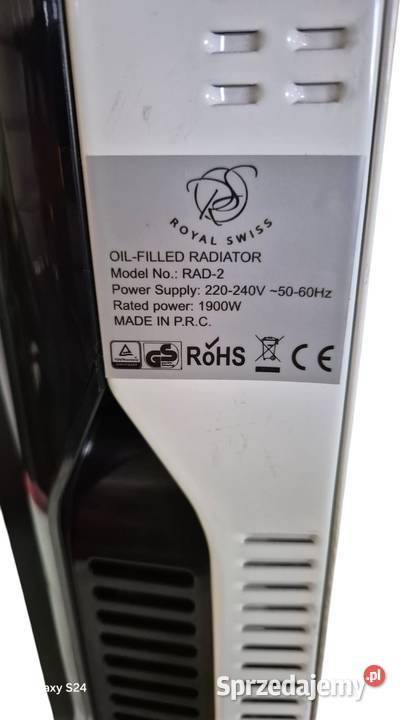 ROYAL SWISS
OIL-FILLED RADIATOR
Model No.: RAD-2
Power Supply: 220-240V ~50-60Hz
Rated power: 1900W
MADE IN P.R.C.
GS RoHS CE
axy S24
Sprzedajemy.pl